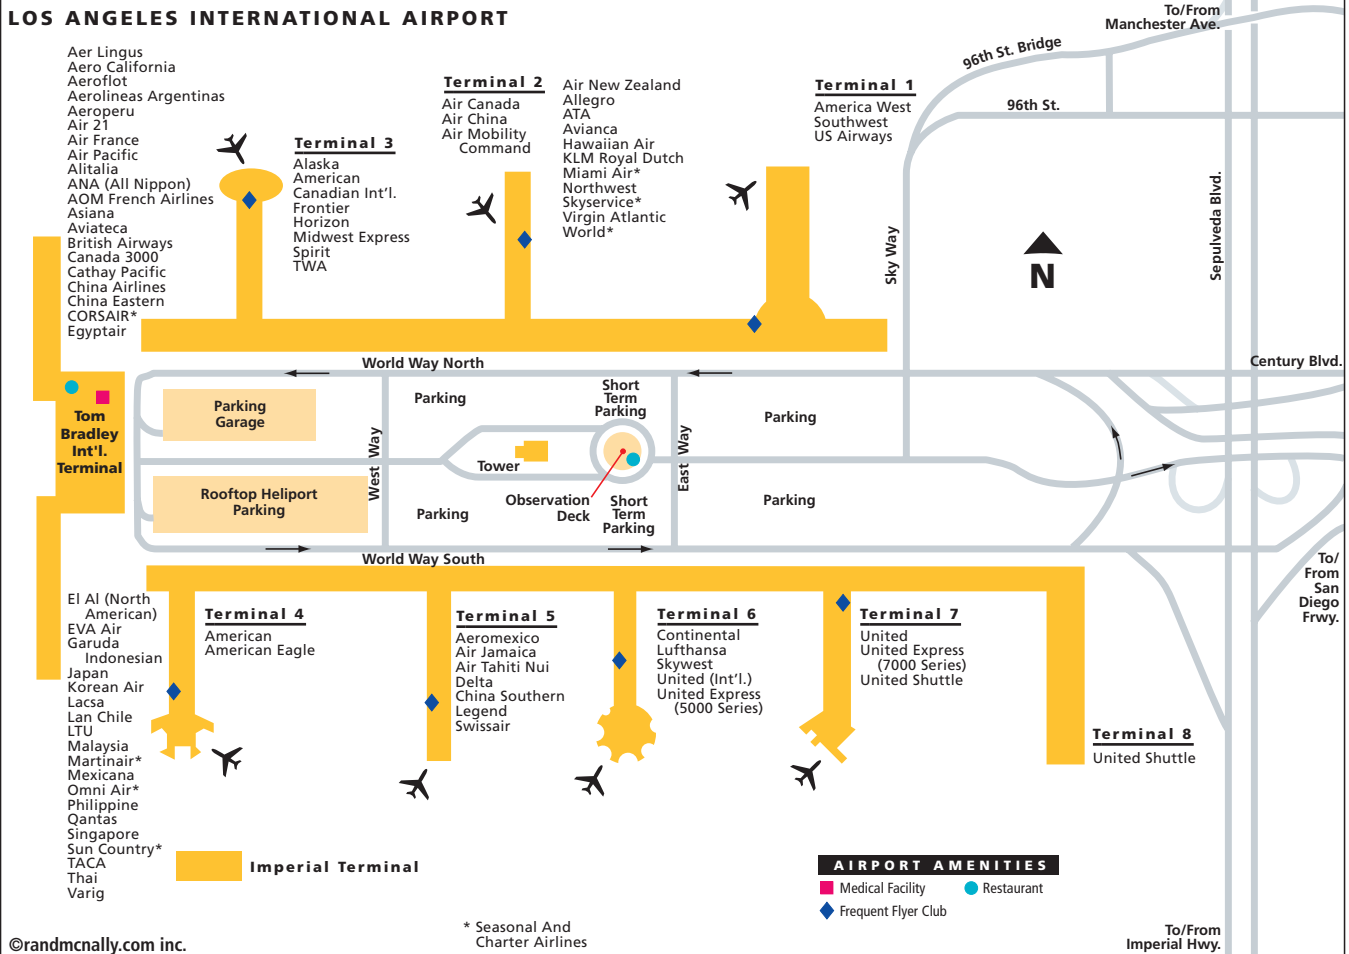 LOS ANGELES INTERNATIONAL AIRPORT
To/From
Manchester Ave.
96th St. Bridge
96th St.
Sky Way
Sepulveda Blvd.
N
Century Blvd.
Aer Lingus
Aero California
Aeroflot
Aerolineas Argentinas
Aeroperu
Air 21
Air France
Air Pacific
Alitalia
ANA (All Nippon)
AOM French Airlines
Asiana
Aviateca
British Airways
Canada 3000
Cathay Pacific
China Airlines
China Eastern
CORSAIR*
Egyptair
Terminal 3
Alaska
American
Canadian Int'l.
Frontier
Horizon
Midwest Express
Spirit
TWA
Terminal 2
Air Canada
Air China
Air Mobility
Command
Air New Zealand
Allegro
ATA
Avianca
Hawaiian Air
KLM Royal Dutch
Miami Air*
Northwest
Skyservice*
Virgin Atlantic
World*
Terminal 1
America West
Southwest
US Airways
World Way North
Tom
Bradley
Int'l.
Terminal
Parking
Garage
Rooftop Heliport
Parking
West Way
Parking
Short
Term
Parking
Tower
Observation
Deck
Parking
Short
Term
Parking
East Way
Parking
Parking
World Way South
To/
From
San
Diego
Frwy.
El Al (North
American)
EVA Air
Garuda
Indonesian
Japan
Korean Air
Lacsa
Lan Chile
LTU
Malaysia
Martinair*
Mexicana
Omni Air*
Philippine
Qantas
Singapore
Sun Country*
TACA
Thai
Varig
Terminal 4
American
American Eagle
Terminal 5
Aeromexico
Air Jamaica
Air Tahiti Nui
Delta
China Southern
Legend
Swissair
Terminal 6
Continental
Lufthansa
Skywest
United (Int'l.)
United Express
(5000 Series)
Terminal 7
United
United Express
(7000 Series)
United Shuttle
Terminal 8
United Shuttle
Imperial Terminal
AIRPORT AMENITIES
Medical Facility
Restaurant
Frequent Flyer Club
* Seasonal And
Charter Airlines
To/From
Imperial Hwy.
©randmcnally.com inc.